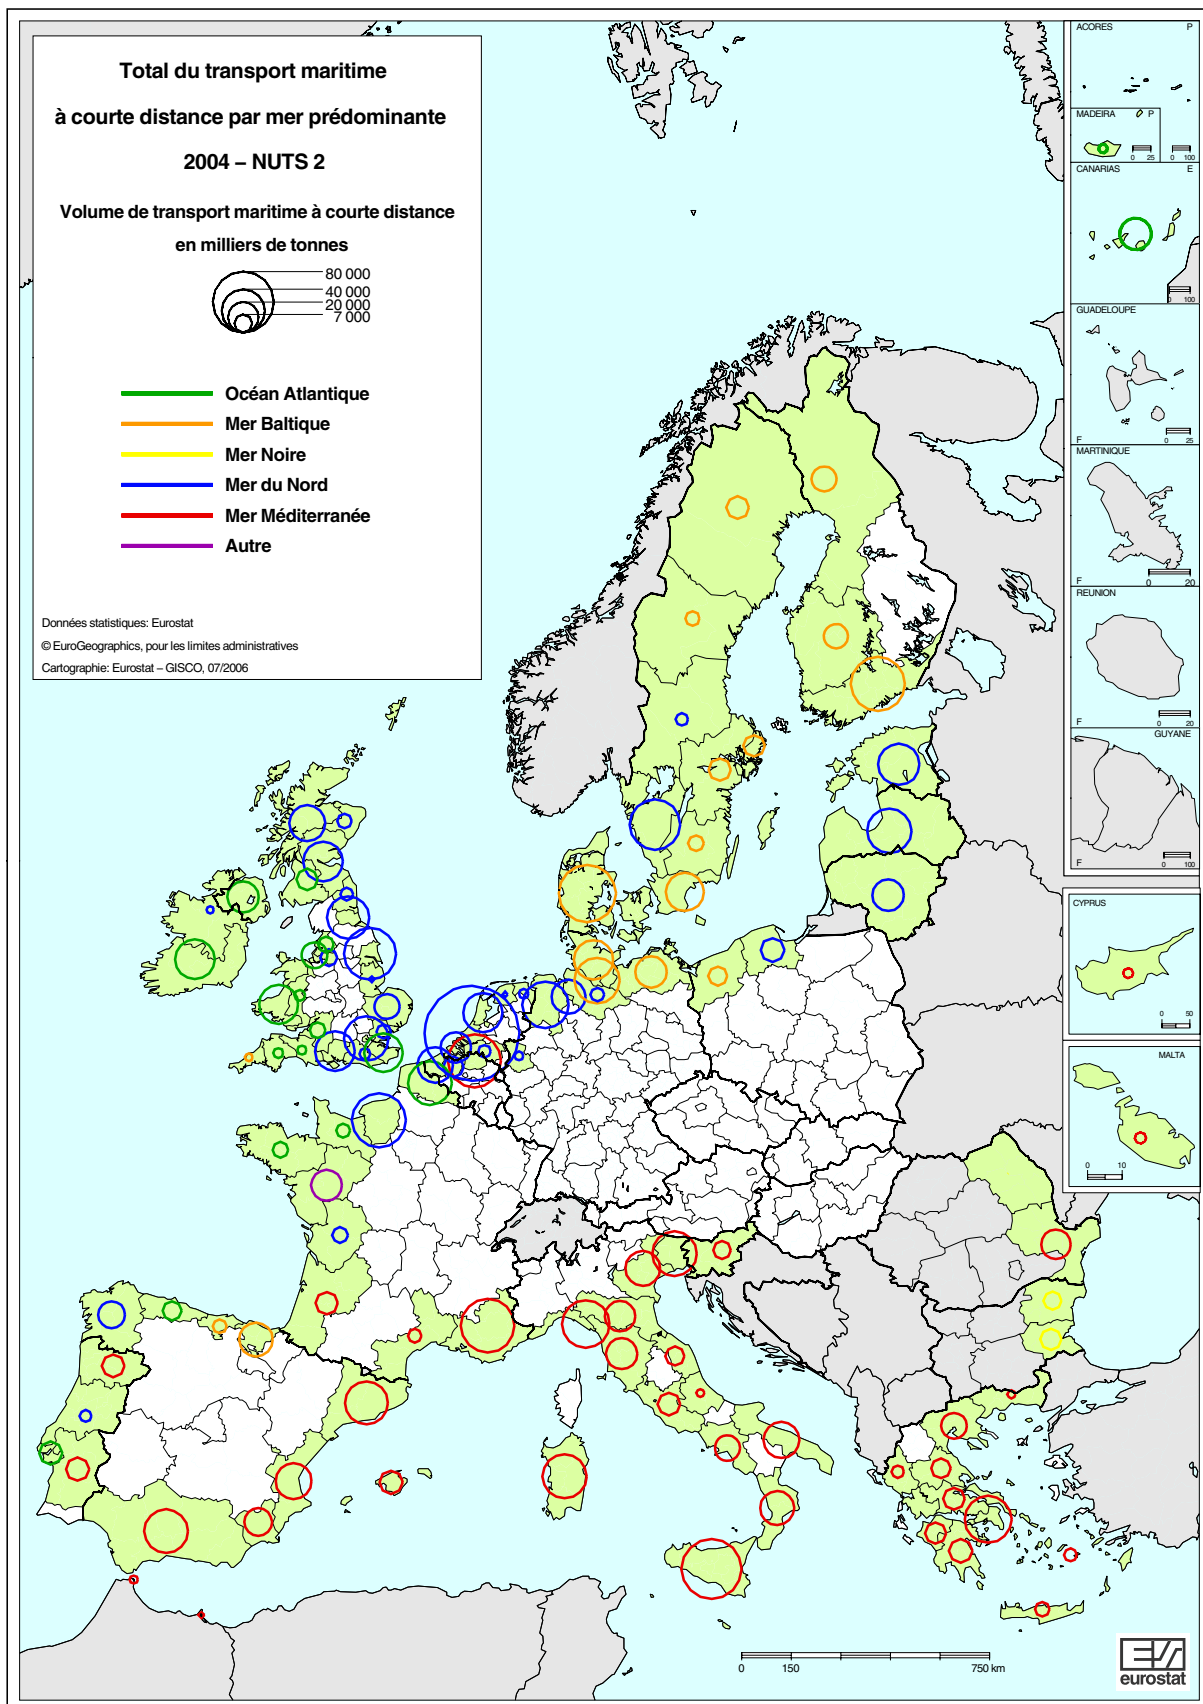 Total du transport maritime
à courte distance par mer prédominante
2004 – NUTS 2
Volume de transport maritime à courte distance
en milliers de tonnes
80 000
40 000
20 000
7 000
Océan Atlantique
Mer Baltique
Mer Noire
Mer du Nord
Mer Méditerranée
Autre
Données statistiques: Eurostat
© EuroGeographics, pour les limites administratives
Cartographie: Eurostat – GISCO, 07/2006
ACORES P
MADEIRA P
0 25 0 100
CANARIAS E
0 100
GUADELOUPE
F 0 25
MARTINIQUE
F 0 20
REUNION
F 0 20
GUYANE
F 0 100
CYPRUS
0 50
MALTA
0 10
0 150 750 km
eurostat